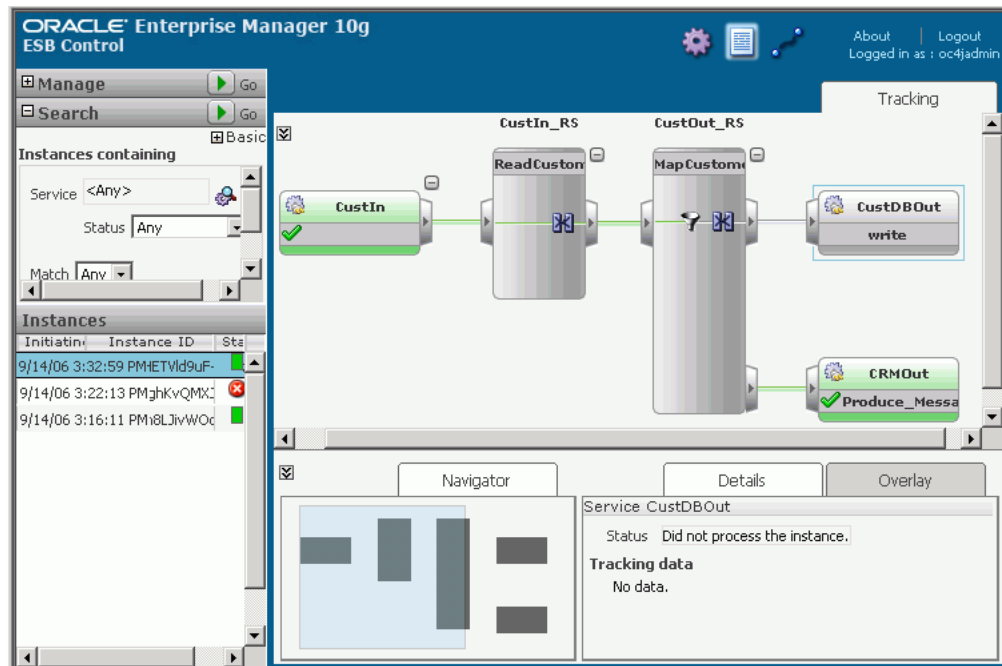 ORACLE Enterprise Manager 10g
ESB Control
About | Logout
Logged in as : oc4jadmin
Manage
Go
Search
Go
Basic
Instances containing
Service <Any>
Status Any
Match Any
Instances
Initiatin Instance ID Sta
9/14/06 3:32:59 PM
9/14/06 3:22:13 PM
9/14/06 3:16:11 PM
Tracking
CustIn_RS
CustOut_RS
ReadCustom
MapCustome
CustIn
CustDBOut
write
CRMOut
Produce_Messa
Navigator
Details
Overlay
Service CustDBOut
Status Did not process the instance.
Tracking data
No data.